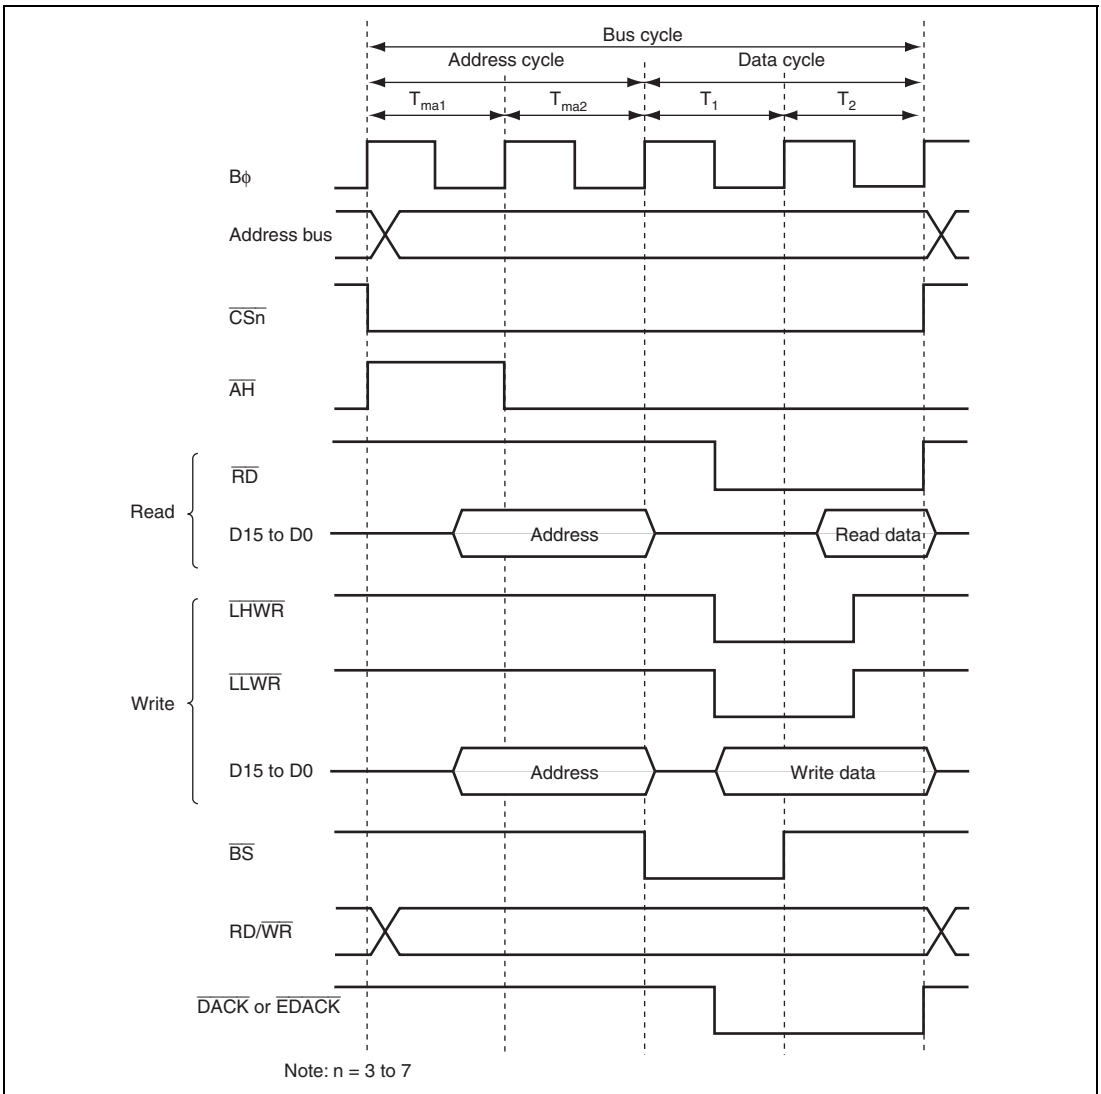 Bus cycle
Address cycle Data cycle
Tma1 Tma2 T1 T2
Bϕ
Address bus
CSn
AH
RD
Read
D15 to D0 Address Read data
LHWR
LLWR
Write
D15 to D0 Address Write data
BS
RD/WR
DACK or EDACK
Note: n = 3 to 7